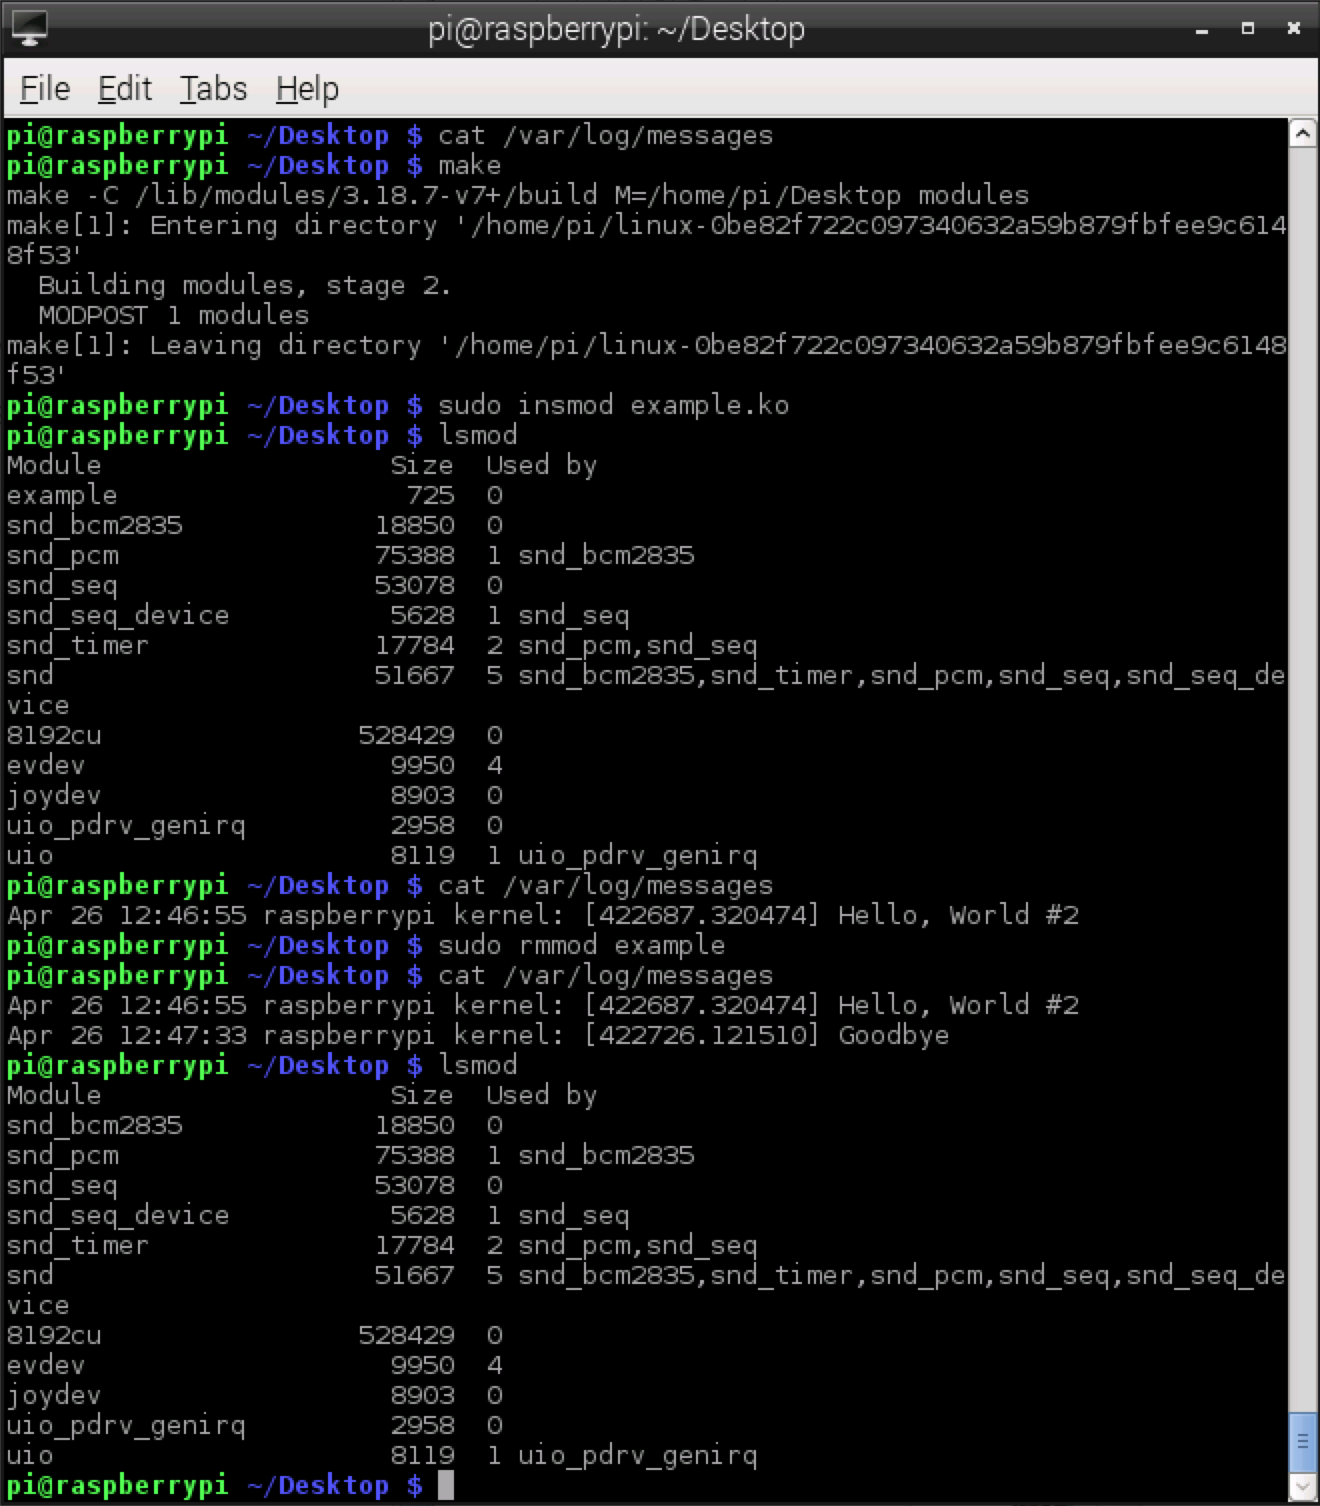 pi@raspberrypi: ~/Desktop
File Edit Tabs Help
pi@raspberrypi ~/Desktop $ cat /var/log/messages
pi@raspberrypi ~/Desktop $ make
make -C /lib/modules/3.18.7-v7+/build M=/home/pi/Desktop modules
make[1]: Entering directory '/home/pi/linux-0be82f722c097340632a59b879fbfee9c614
8f53'
  Building modules, stage 2.
  MODPOST 1 modules
make[1]: Leaving directory '/home/pi/linux-0be82f722c097340632a59b879fbfee9c6148
f53'
pi@raspberrypi ~/Desktop $ sudo insmod example.ko
pi@raspberrypi ~/Desktop $ lsmod
Module                  Size  Used by
example                  725  0
snd_bcm2835            18850  0
snd_pcm                75388  1 snd_bcm2835
snd_seq                53078  0
snd_seq_device          5628  1 snd_seq
snd_timer              17784  2 snd_pcm,snd_seq
snd                    51667  5 snd_bcm2835,snd_timer,snd_pcm,snd_seq,snd_seq_de
vice
8192cu                528429  0
evdev                   9950  4
joydev                  8903  0
uio_pdrv_genirq         2958  0
uio                     8119  1 uio_pdrv_genirq
pi@raspberrypi ~/Desktop $ cat /var/log/messages
Apr 26 12:46:55 raspberrypi kernel: [422687.320474] Hello, World #2
pi@raspberrypi ~/Desktop $ sudo rmmod example
pi@raspberrypi ~/Desktop $ cat /var/log/messages
Apr 26 12:46:55 raspberrypi kernel: [422687.320474] Hello, World #2
Apr 26 12:47:33 raspberrypi kernel: [422726.121510] Goodbye
pi@raspberrypi ~/Desktop $ lsmod
Module                  Size  Used by
snd_bcm2835            18850  0
snd_pcm                75388  1 snd_bcm2835
snd_seq                53078  0
snd_seq_device          5628  1 snd_seq
snd_timer              17784  2 snd_pcm,snd_seq
snd                    51667  5 snd_bcm2835,snd_timer,snd_pcm,snd_seq,snd_seq_de
vice
8192cu                528429  0
evdev                   9950  4
joydev                  8903  0
uio_pdrv_genirq         2958  0
uio                     8119  1 uio_pdrv_genirq
pi@raspberrypi ~/Desktop $